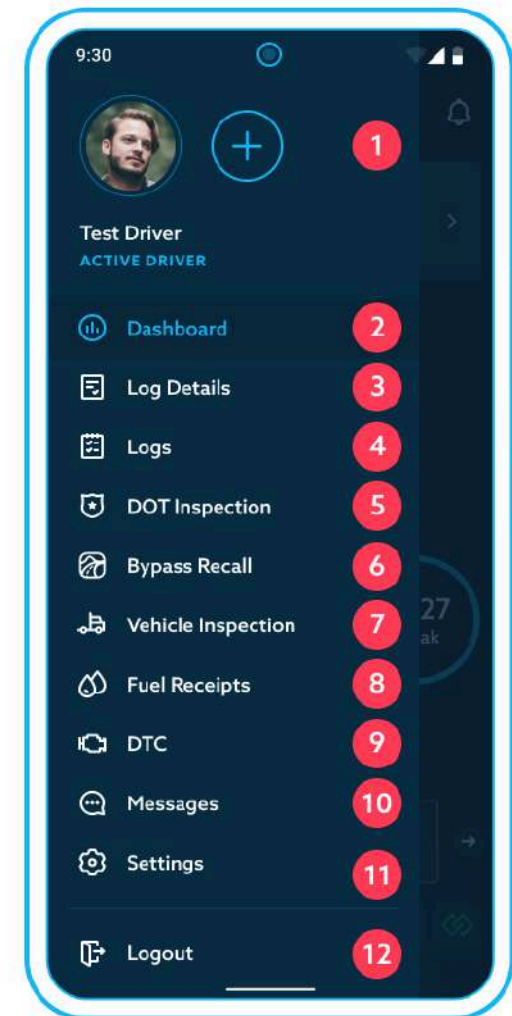 9:30
1
Test Driver
ACTIVE DRIVER
Dashboard 2
Log Details 3
Logs 4
DOT Inspection 5
Bypass Recall 6
Vehicle Inspection 7
27
ak
Fuel Receipts 8
DTC 9
Messages 10
Settings 11
Logout 12